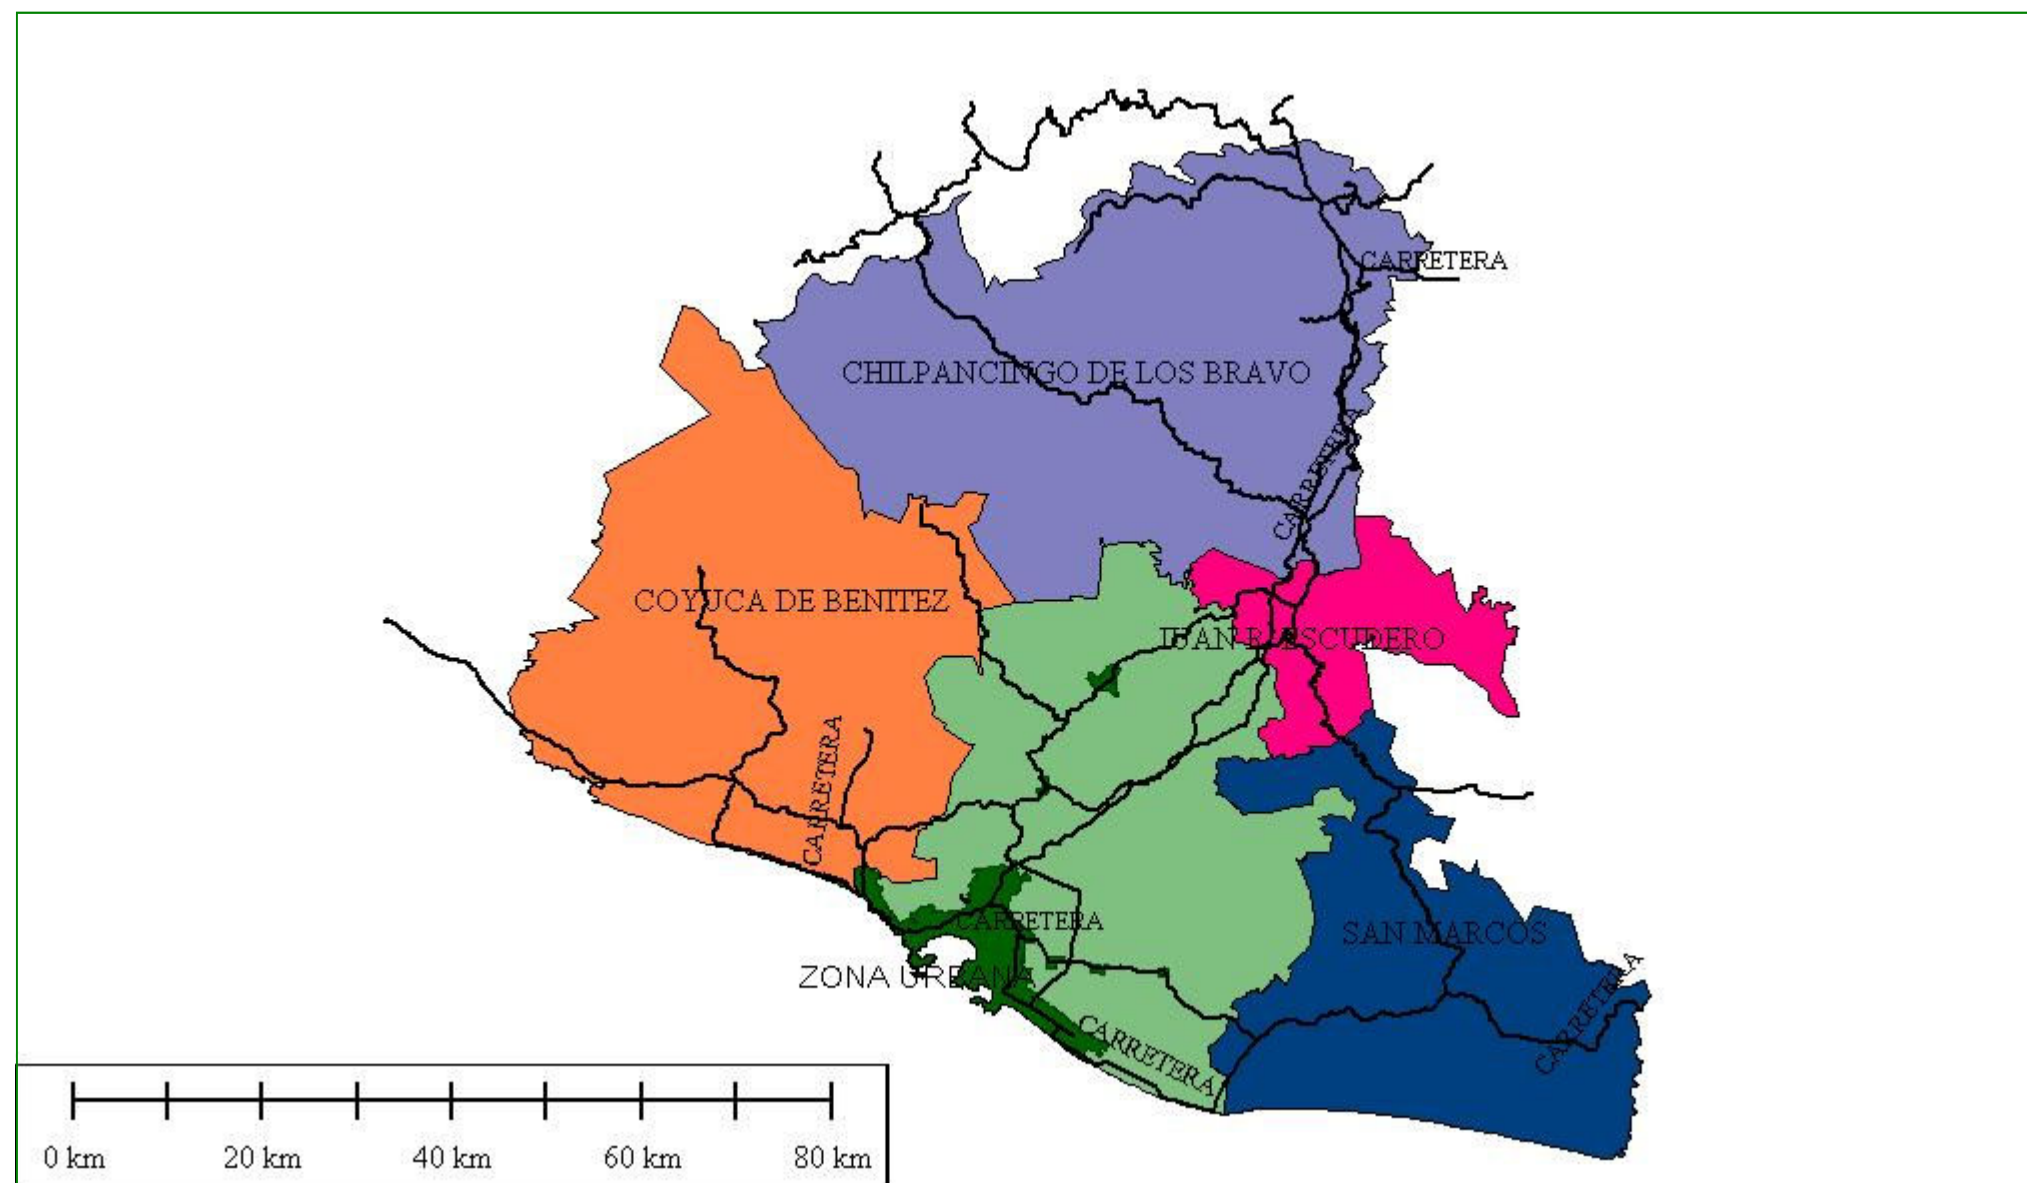 CARRETERA
CHILPANCINGO DE LOS BRAVO
CARRETERA
COYUCA DE BENITEZ
JUAN R. ESCUDERO
CARRETERA
CARRETERA
SAN MARCOS
ZONA URBANA
CARRETERA
CARRETERA
0 km 20 km 40 km 60 km 80 km